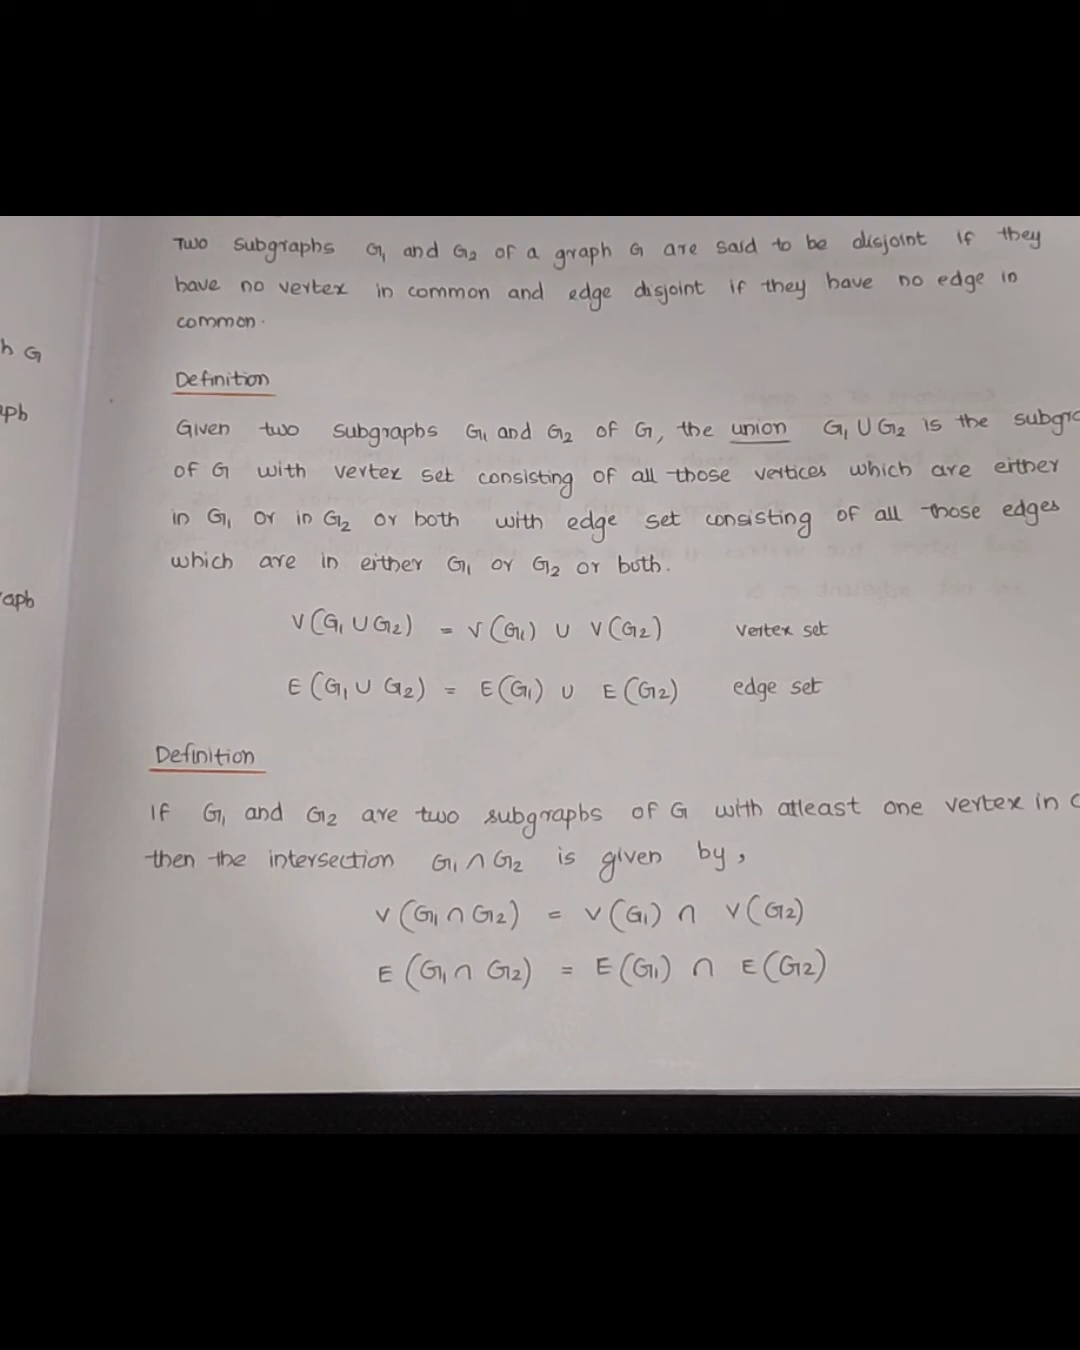 Two subgraphs G1 and G2 of a graph G are said to be disjoint if they
have no vertex in common and edge disjoint if they have no edge in
common.
h G
Definition
aph
Given two subgraphs G1 and G2 of G, the union G1 ∪ G2 is the subgra
of G with vertex set consisting of all those vertices which are either
in G1 or in G2 or both with edge set consisting of all those edges
which are in either G1 or G2 or both.
aph
V(G1 ∪ G2) = V(G1) ∪ V(G2) vertex set
E(G1 ∪ G2) = E(G1) ∪ E(G2) edge set
Definition
If G1 and G2 are two subgraphs of G with atleast one vertex in
then the intersection G1 ∩ G2 is given by,
V(G1 ∩ G2) = V(G1) ∩ V(G2)
E(G1 ∩ G2) = E(G1) ∩ E(G2)